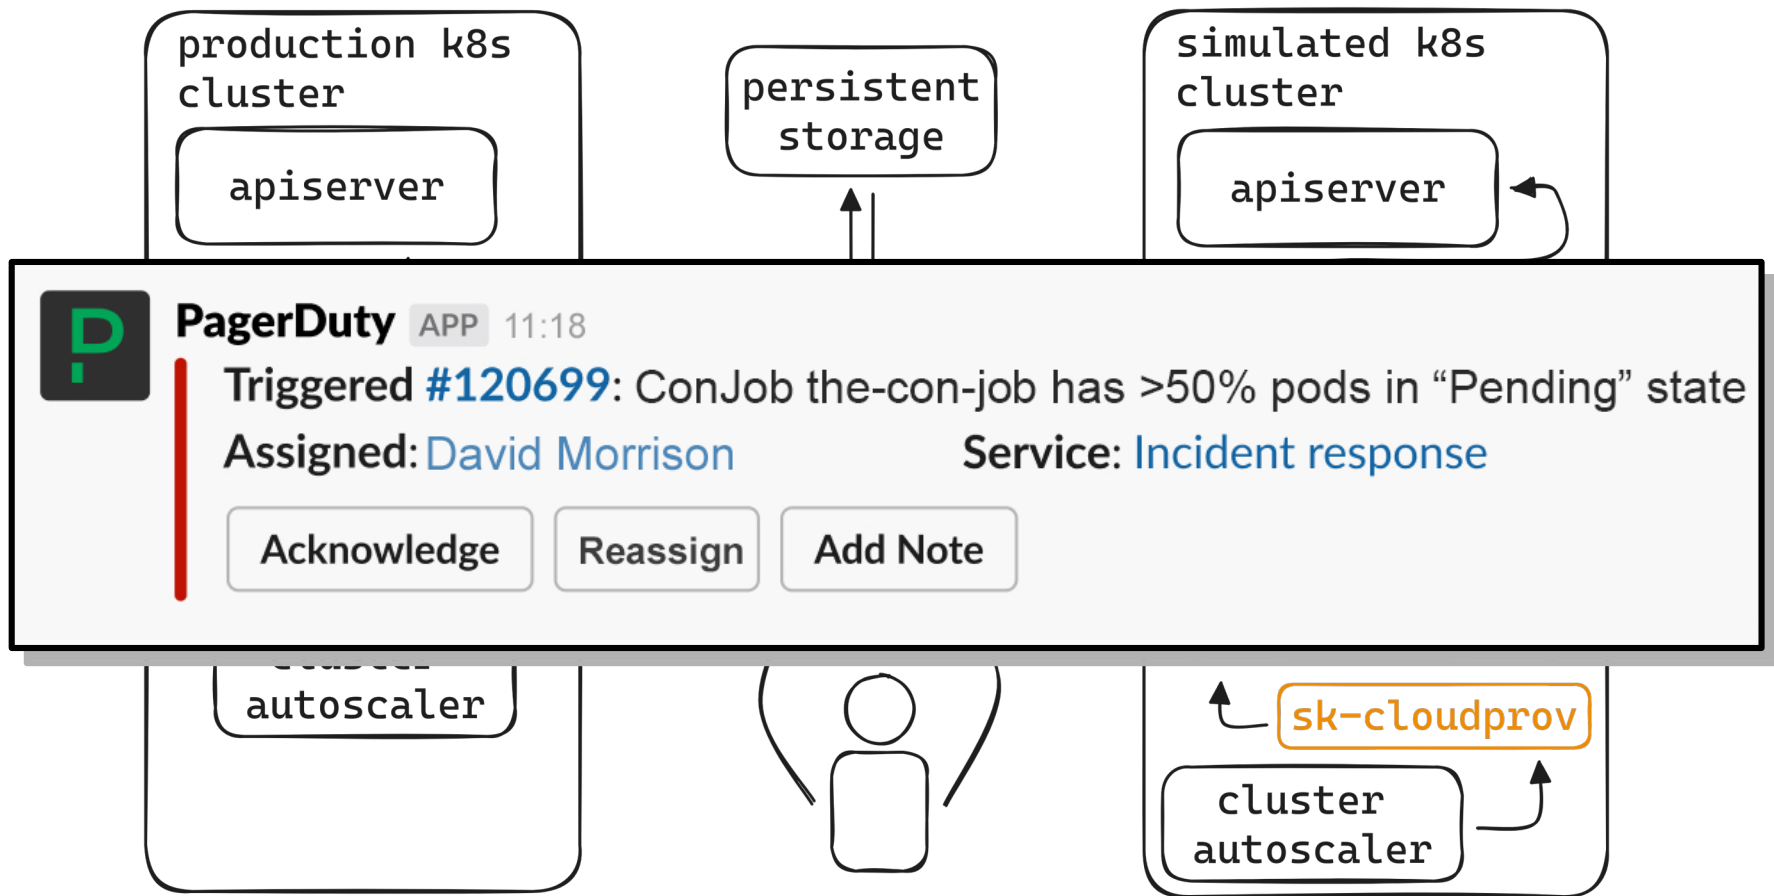 production k8s
cluster
apiserver
persistent
storage
simulated k8s
cluster
apiserver
PagerDuty APP 11:18
Triggered #120699: ConJob the-con-job has >50% pods in “Pending” state
Assigned: David Morrison Service: Incident response
Acknowledge Reassign Add Note
autoscaler
sk-cloudprov
cluster
autoscaler